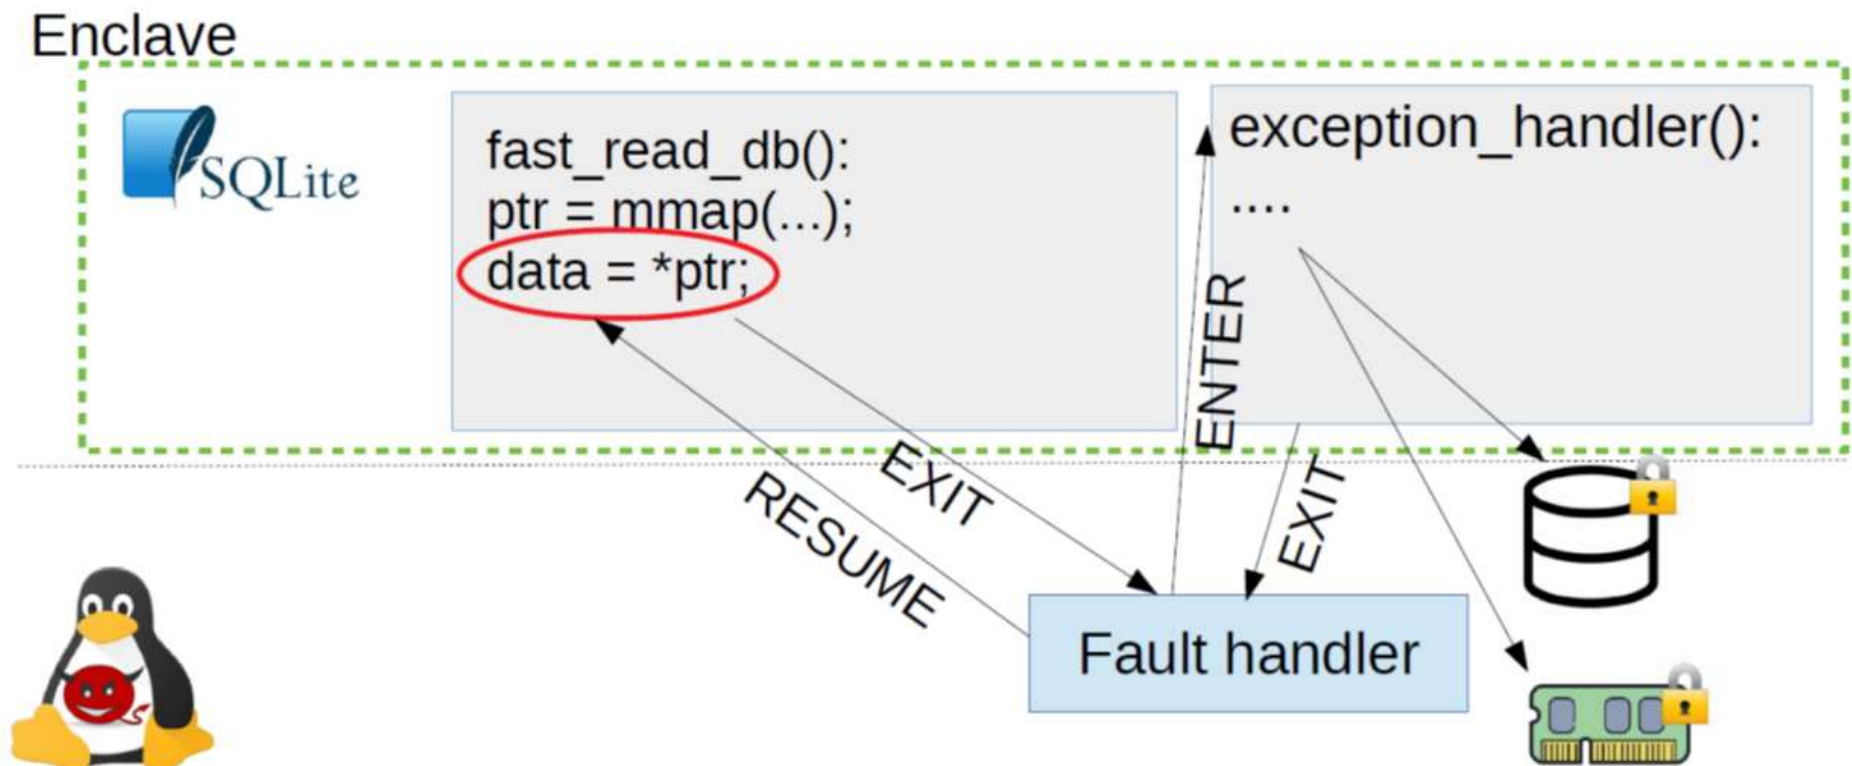 Enclave
SQLite
fast_read_db():
ptr = mmap(...);
data = *ptr;
exception_handler():
....
ENTER
EXIT
RESUME
EXIT
Fault handler